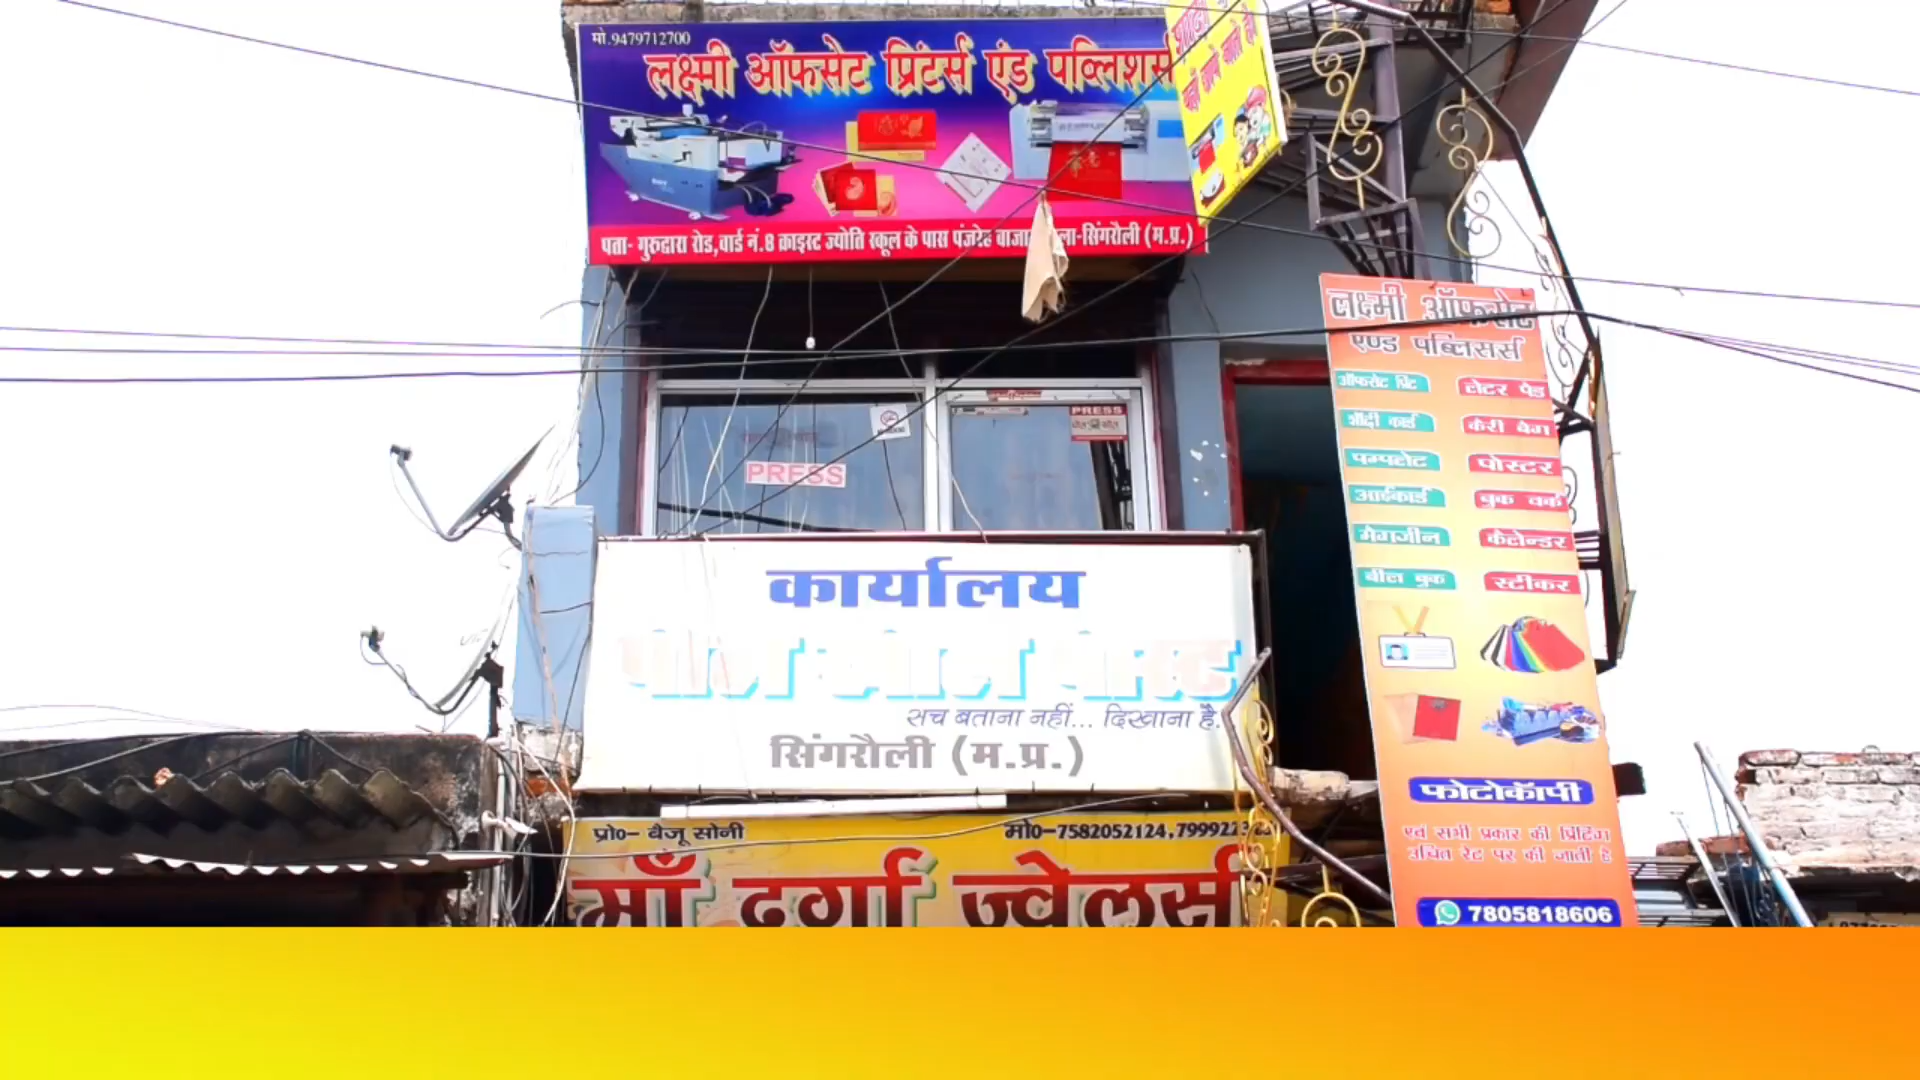 मो.9479712700
लक्ष्मी ऑफसेट प्रिंटर्स एंड पब्लिशर्स
पता- गुरुद्वारा रोड,वार्ड नं.8 क्राइस्ट ज्योति स्कूल के पास पंजरेह बाजा ला-सिंगरौली (म.प्र.)
PRESS
PRESS
कार्यालय
सच बताना नहीं... दिखाना है.
सिंगरौली (म.प्र.)
प्रो०- बैजू सोनी
मो०-7582052124,799922
माँ दुर्गा ज्वेलर्स
लक्ष्मी ऑफसेट
एण्ड पब्लिसर्स
ऑफसेट प्रिंट लेटर पैड
शॉदी कार्ड कैरी बैग
पम्पलेट पोस्टर
आईकार्ड बुक वर्क
मैगजीन कैलेन्डर
बील बुक स्टीकर
फोटोकॉपी
एवं सभी प्रकार की प्रिंटिंग
उचित रेट पर की जाती है
7805818606